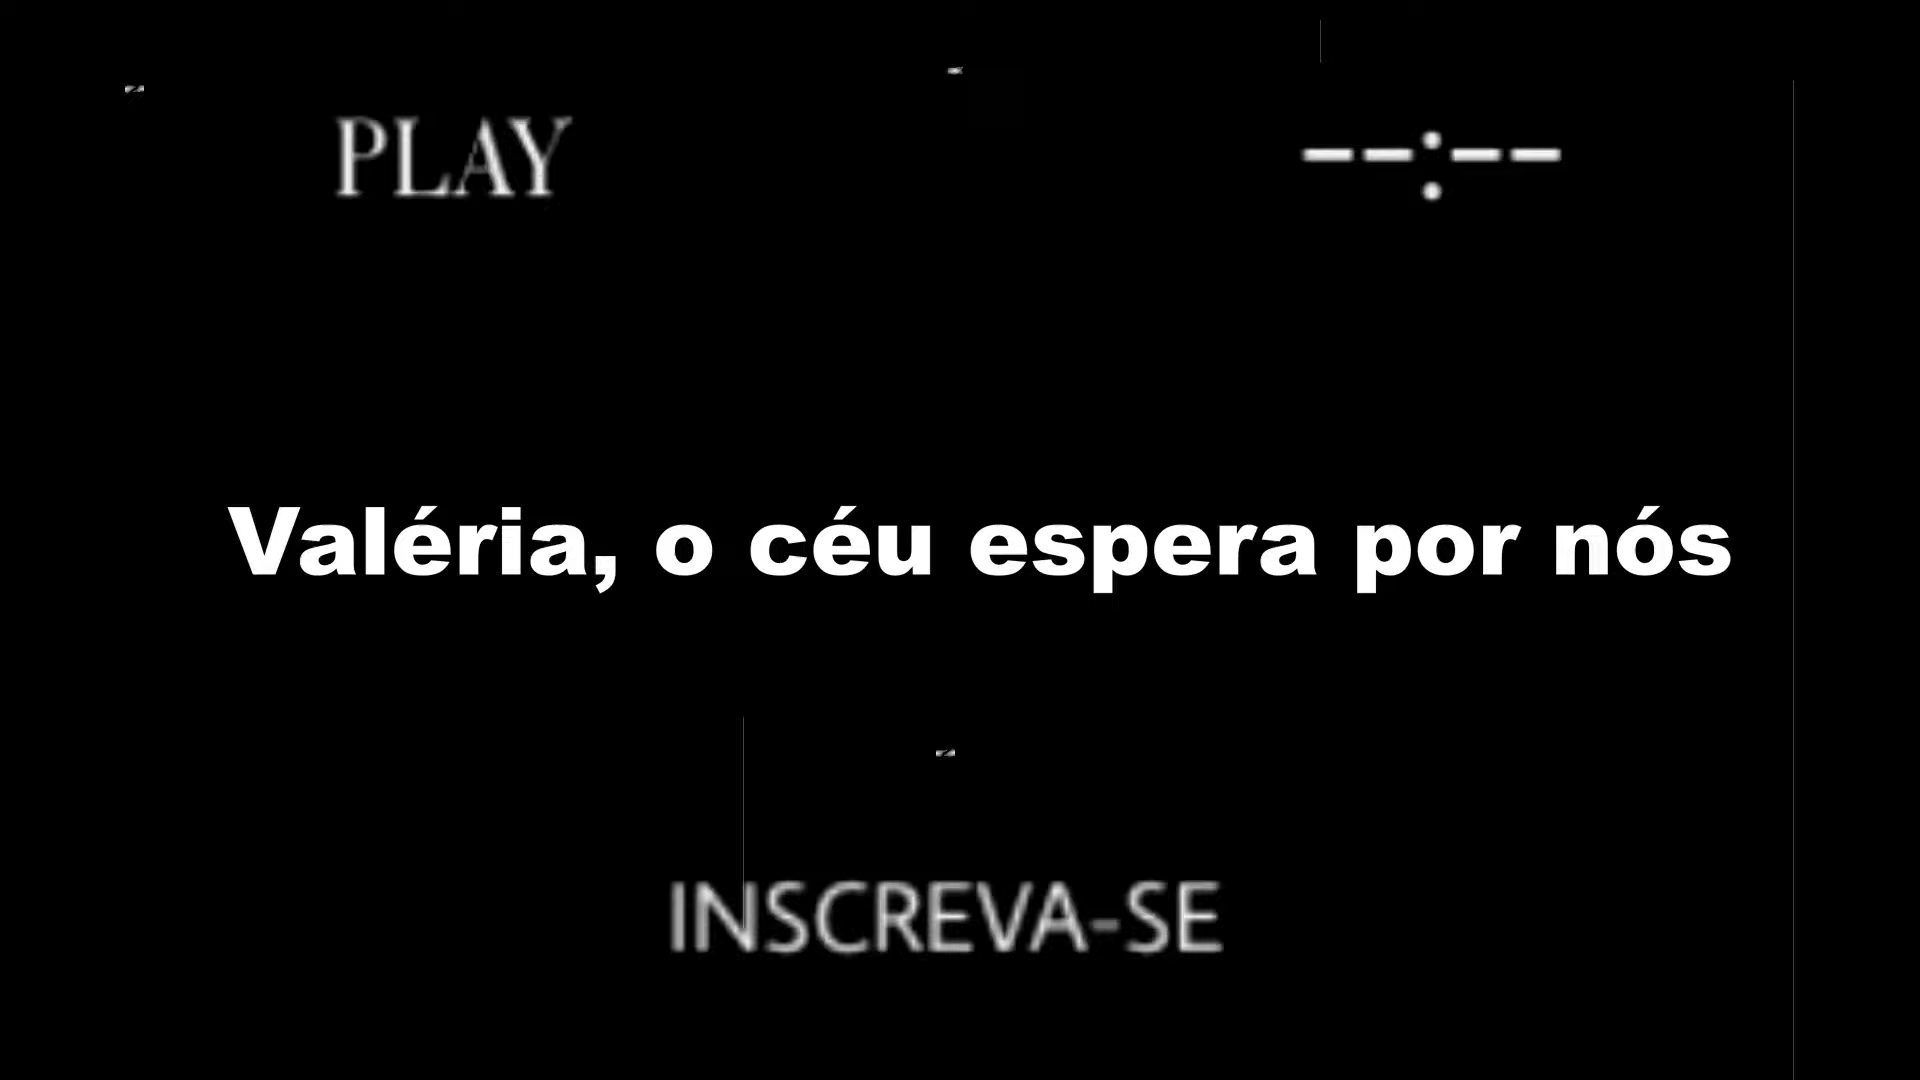 PLAY --:--
Valéria, o céu espera por nós
INSCREVA-SE